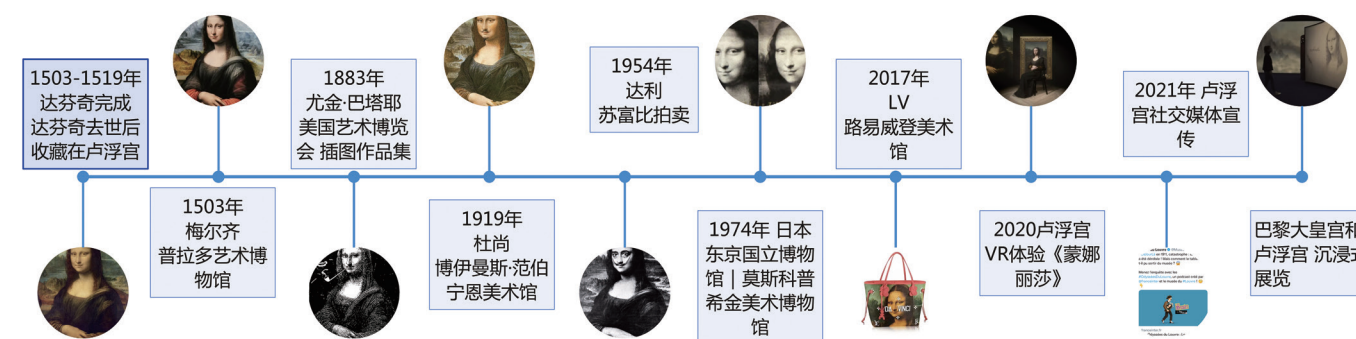 1503-1519年
达芬奇完成
达芬奇去世后
收藏在卢浮宫
1503年
梅尔齐
普拉多艺术博
物馆
1883年
尤金·巴塔耶
美国艺术博览
会 插图作品集
1919年
杜尚
博伊曼斯·范伯
宁恩美术馆
1954年
达利
苏富比拍卖
1974年 日本
东京国立博物
馆｜莫斯科普
希金美术博物
馆
2017年
LV
路易威登美术
馆
2020卢浮宫
VR体验《蒙娜
丽莎》
2021年 卢浮
宫社交媒体宣
传
巴黎大皇宫和
卢浮宫 沉浸式
展览